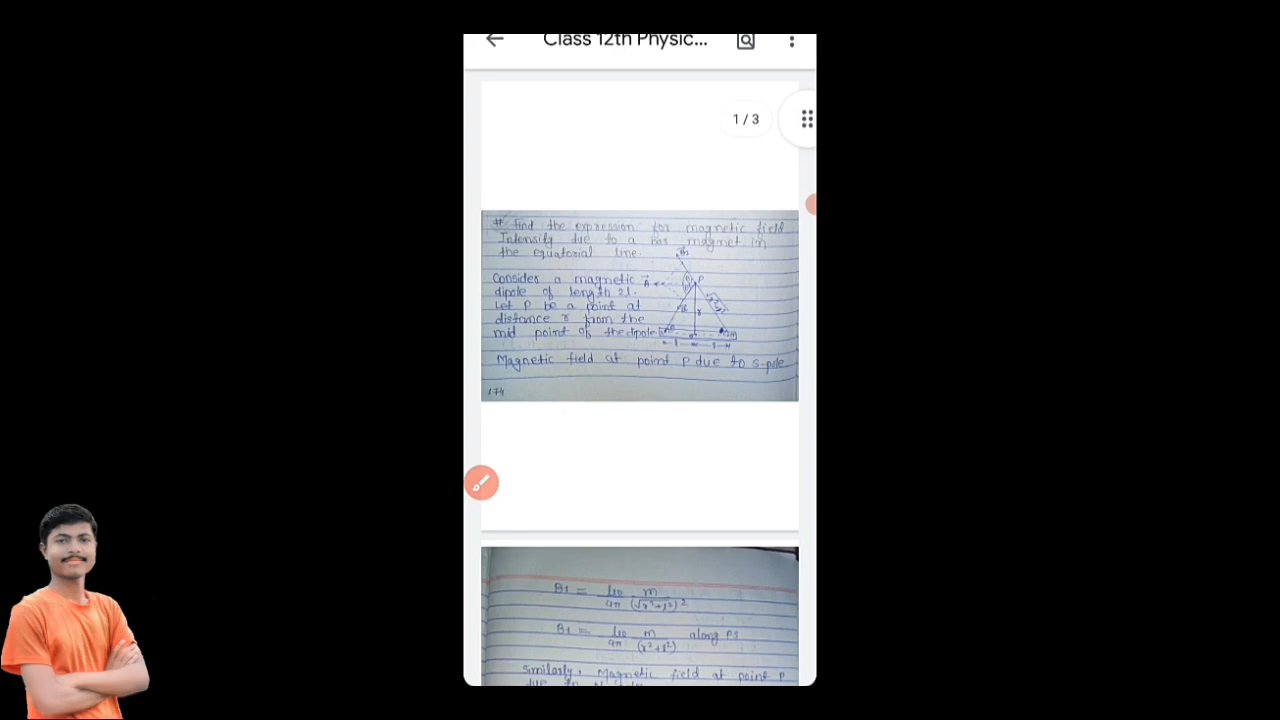 Class 12th Physic...
1 / 3
# Find the expression for magnetic field
Intensity due to a bar magnet in
the equatorial line.
Consider a magnetic
dipole of length 2l.
Let P be a point at
distance r from the
mid point of the dipole
Magnetic field at point P due to S-pole
174
B1 = μ0/4π m/(√r²+l²)²
B1 = μ0/4π m/(r²+l²) along PS
Similarly, Magnetic field at point P
due to